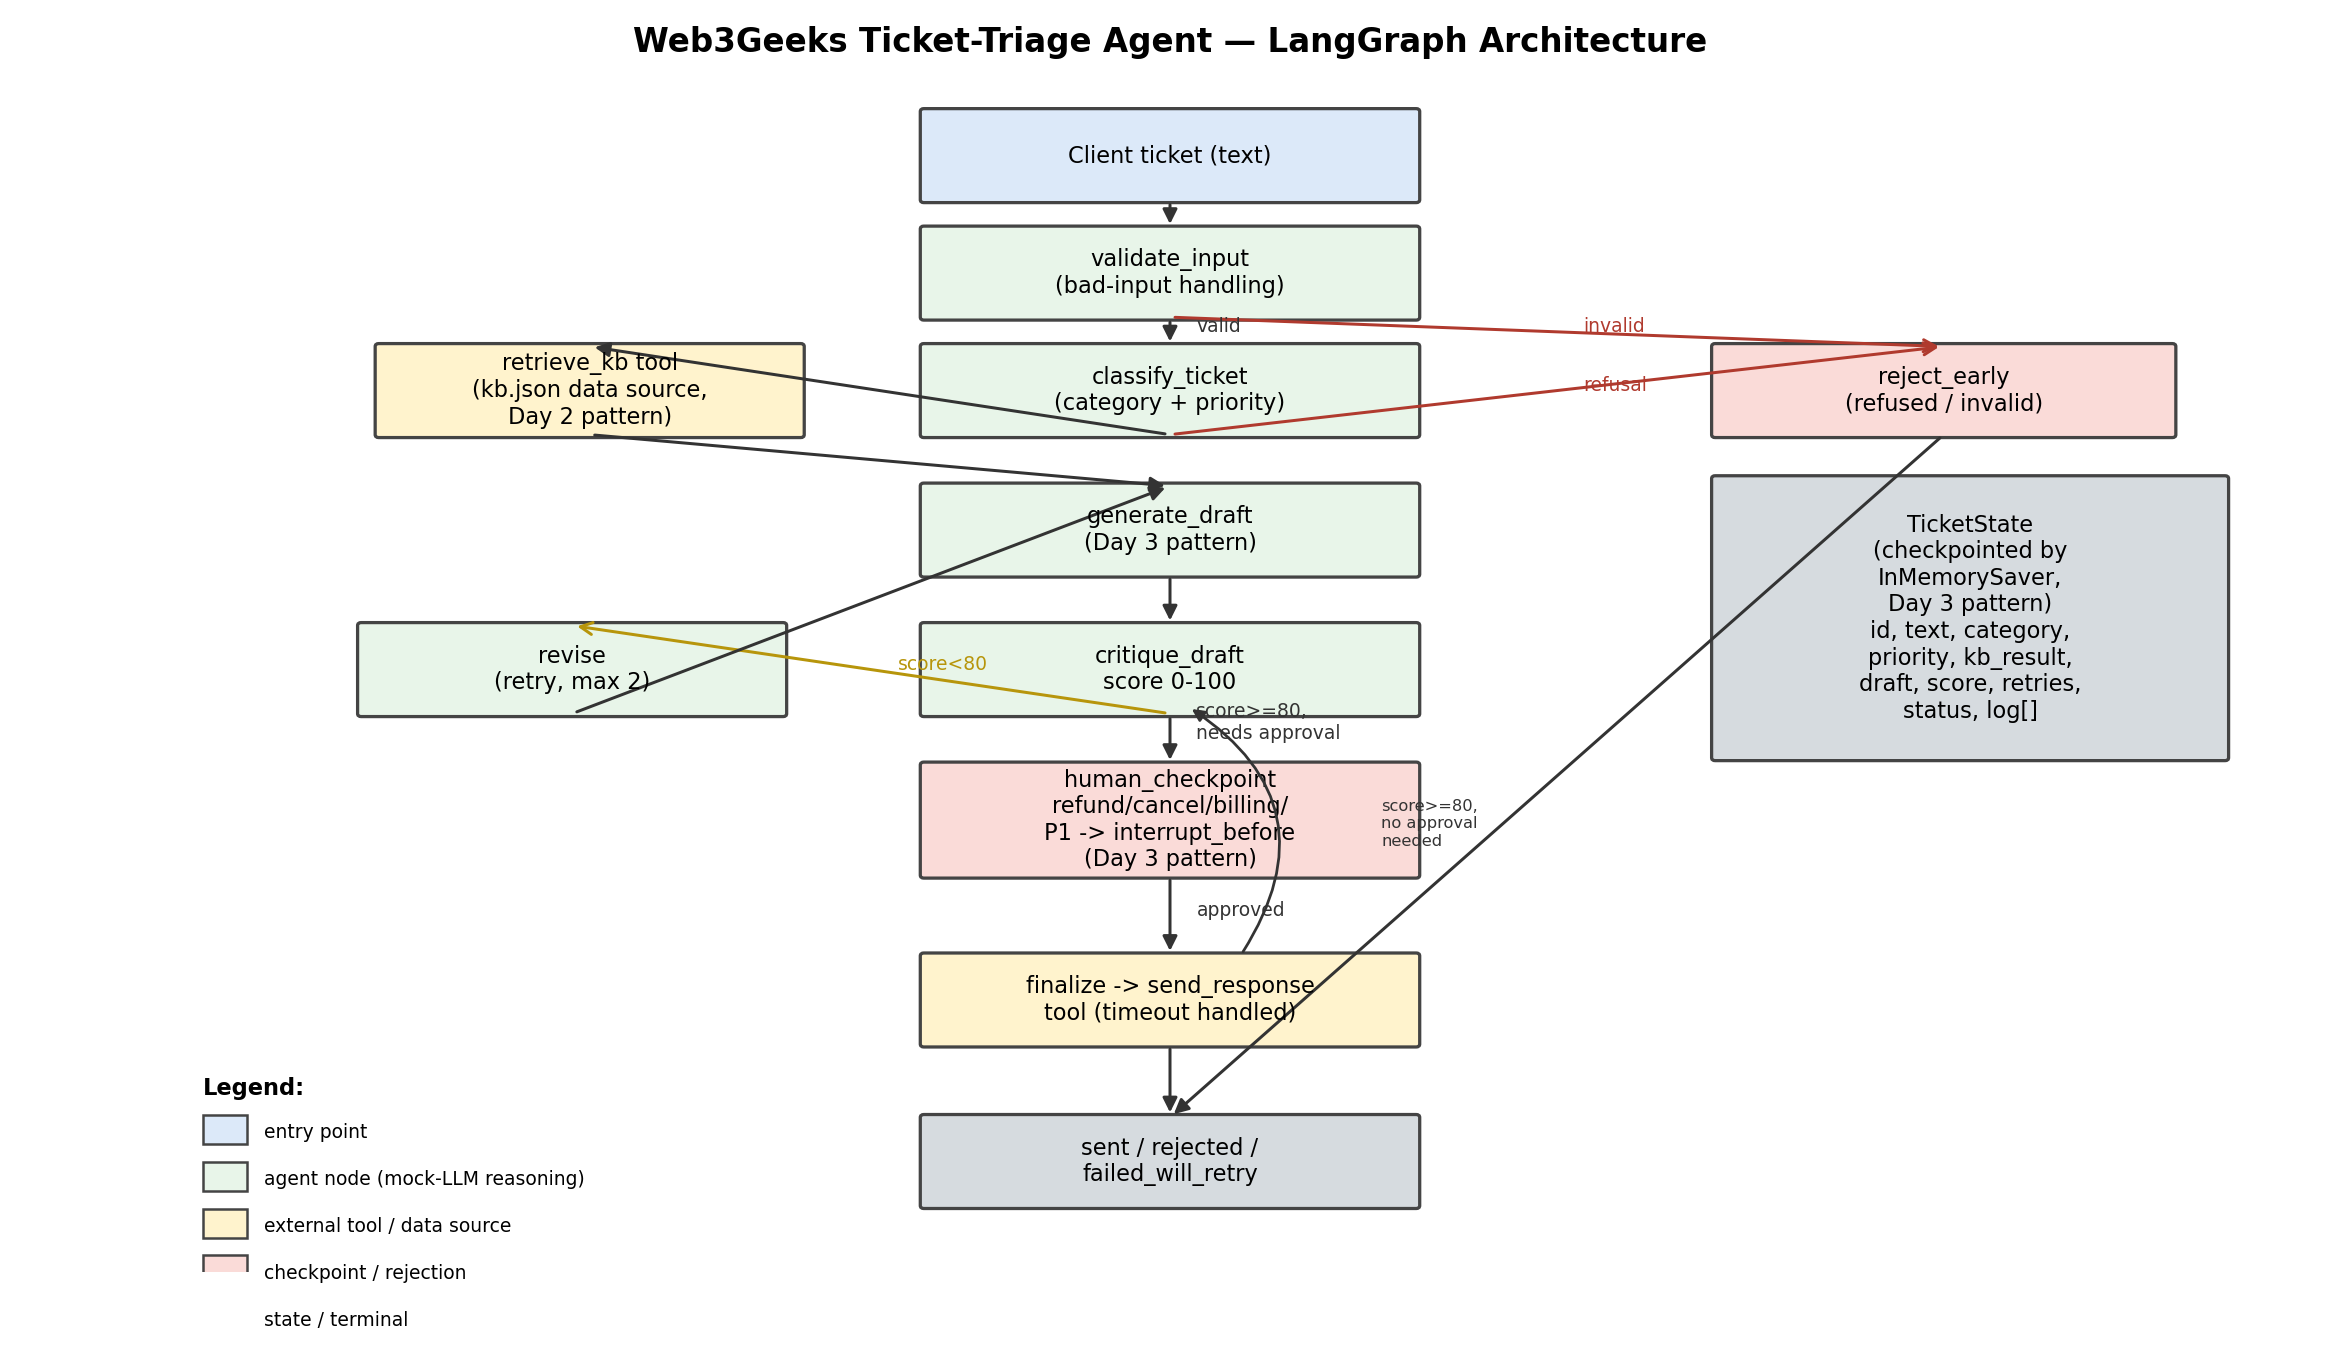 Web3Geeks Ticket-Triage Agent — LangGraph Architecture
Client ticket (text)
validate_input
(bad-input handling)
valid
invalid
retrieve_kb tool
(kb.json data source,
Day 2 pattern)
classify_ticket
(category + priority)
refusal
reject_early
(refused / invalid)
generate_draft
(Day 3 pattern)
TicketState
(checkpointed by
InMemorySaver,
Day 3 pattern)
id, text, category,
priority, kb_result,
draft, score, retries,
status, log[]
revise
(retry, max 2)
score<80
critique_draft
score 0-100
score>=80,
needs approval
human_checkpoint
refund/cancel/billing/
P1 -> interrupt_before
(Day 3 pattern)
score>=80,
no approval
needed
approved
finalize -> send_response
tool (timeout handled)
sent / rejected /
failed_will_retry
Legend:
entry point
agent node (mock-LLM reasoning)
external tool / data source
checkpoint / rejection
state / terminal